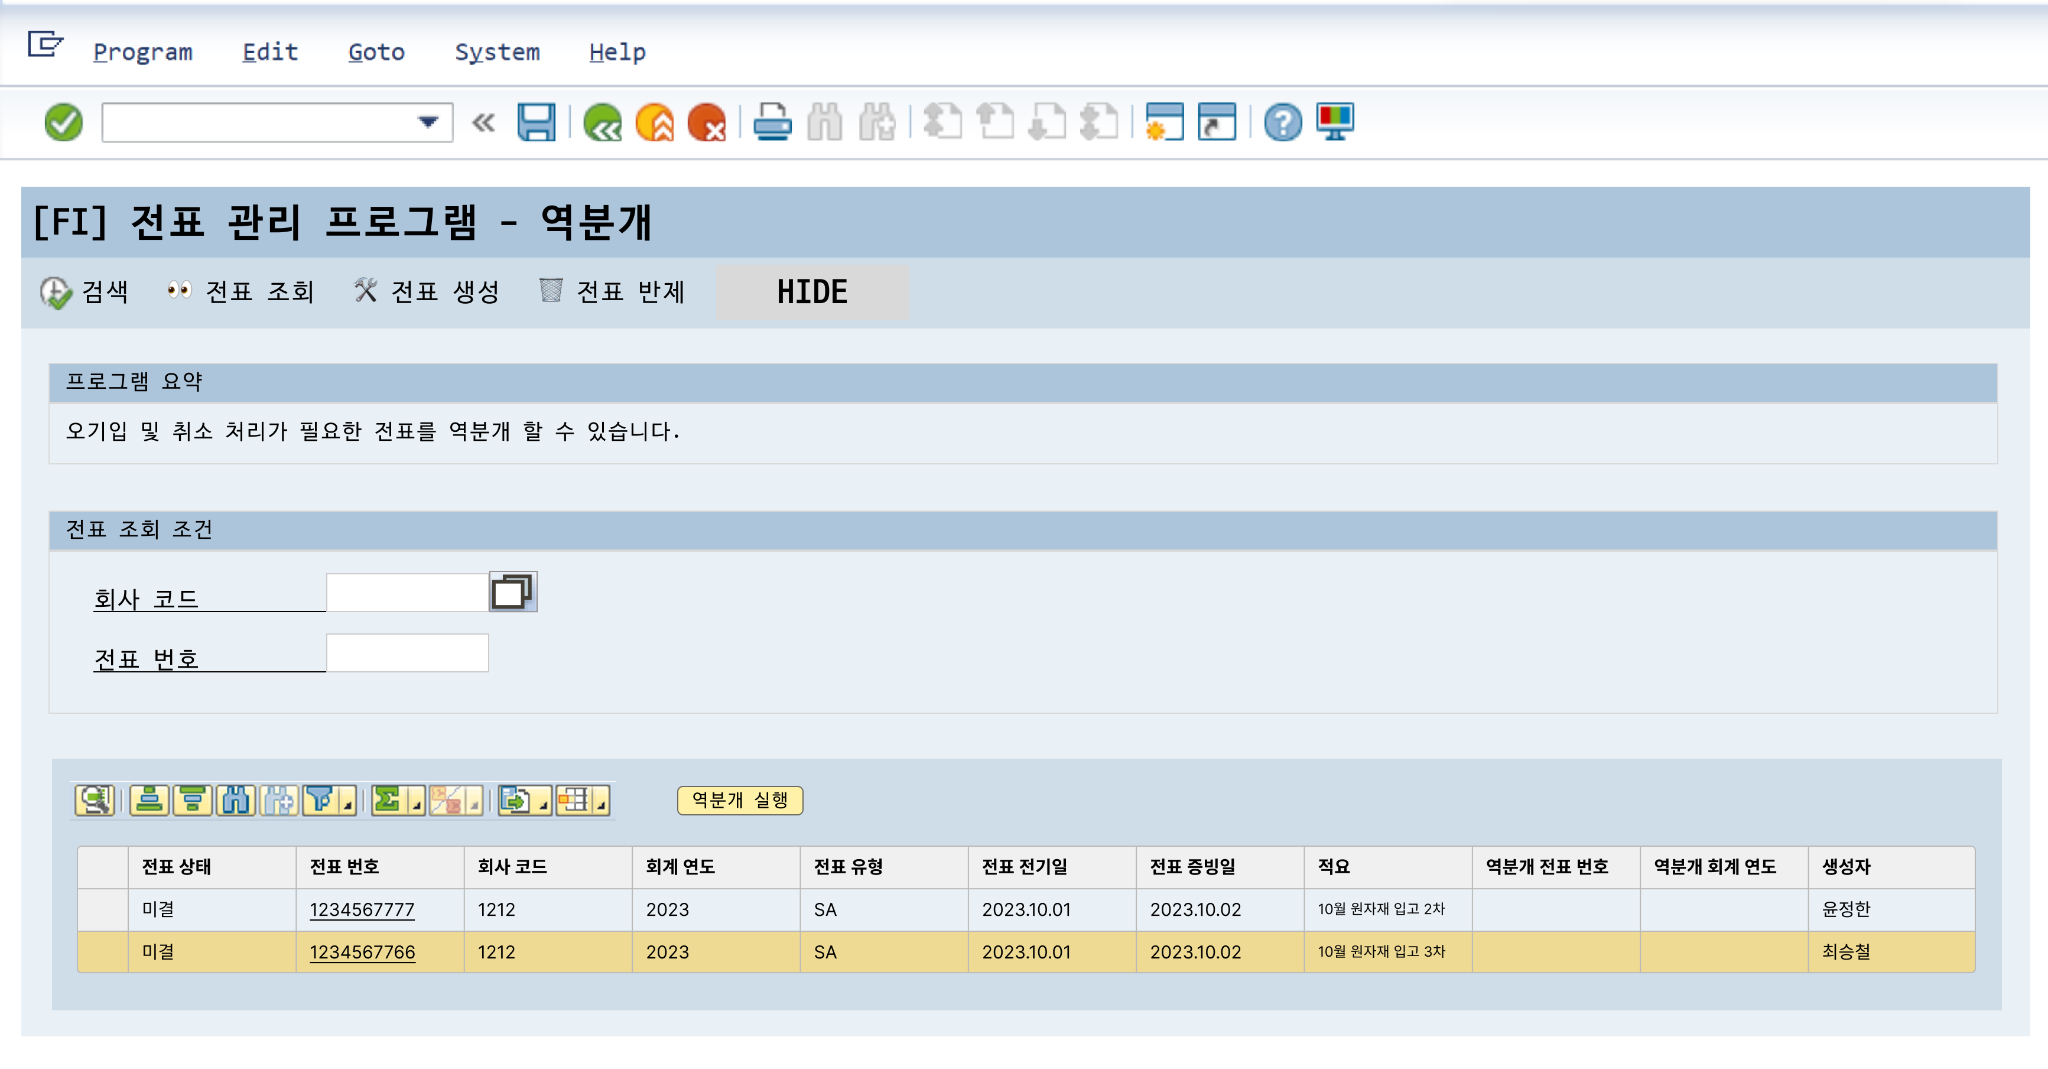 Program Edit Goto System Help
[FI] 전표 관리 프로그램 - 역분개
검색 전표 조회 전표 생성 전표 반제 HIDE
프로그램 요약
오기입 및 취소 처리가 필요한 전표를 역분개 할 수 있습니다.
전표 조회 조건
회사 코드
전표 번호
역분개 실행
전표 상태 전표 번호 회사 코드 회계 연도 전표 유형 전표 전기일 전표 증빙일 적요 역분개 전표 번호 역분개 회계 연도 생성자
미결 1234567777 1212 2023 SA 2023.10.01 2023.10.02 10월 원자재 입고 2차 윤정한
미결 1234567766 1212 2023 SA 2023.10.01 2023.10.02 10월 원자재 입고 3차 최승철